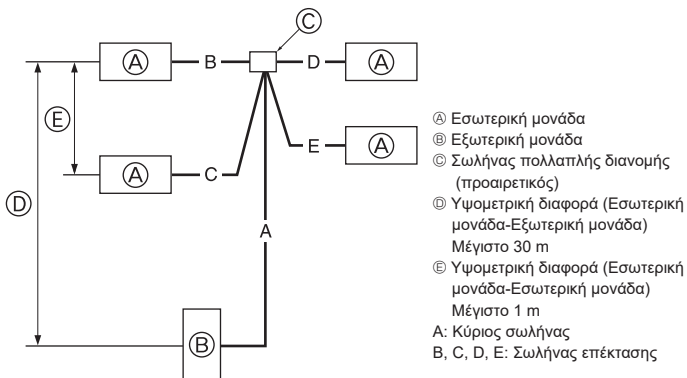 Ⓒ
Ⓐ B D Ⓐ
Ⓔ
Ⓐ C E Ⓐ
Ⓓ
A
Ⓑ
Ⓐ Εσωτερική μονάδα
Ⓑ Εξωτερική μονάδα
Ⓒ Σωλήνας πολλαπλής διανομής
(προαιρετικός)
Ⓓ Υψομετρική διαφορά (Εσωτερική
μονάδα-Εξωτερική μονάδα)
Μέγιστο 30 m
Ⓔ Υψομετρική διαφορά (Εσωτερική
μονάδα-Εσωτερική μονάδα)
Μέγιστο 1 m
A: Κύριος σωλήνας
B, C, D, E: Σωλήνας επέκτασης